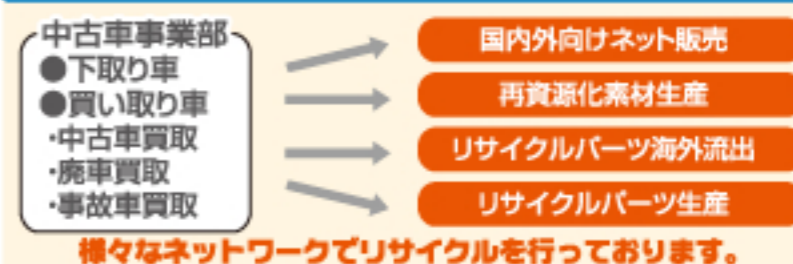 中古車事業部
●下取り車
●買い取り車
・中古車買取
・廃車買取
・事故車買取
国内外向けネット販売
再資源化素材生産
リサイクルパーツ海外流出
リサイクルパーツ生産
様々なネットワークでリサイクルを行っております。